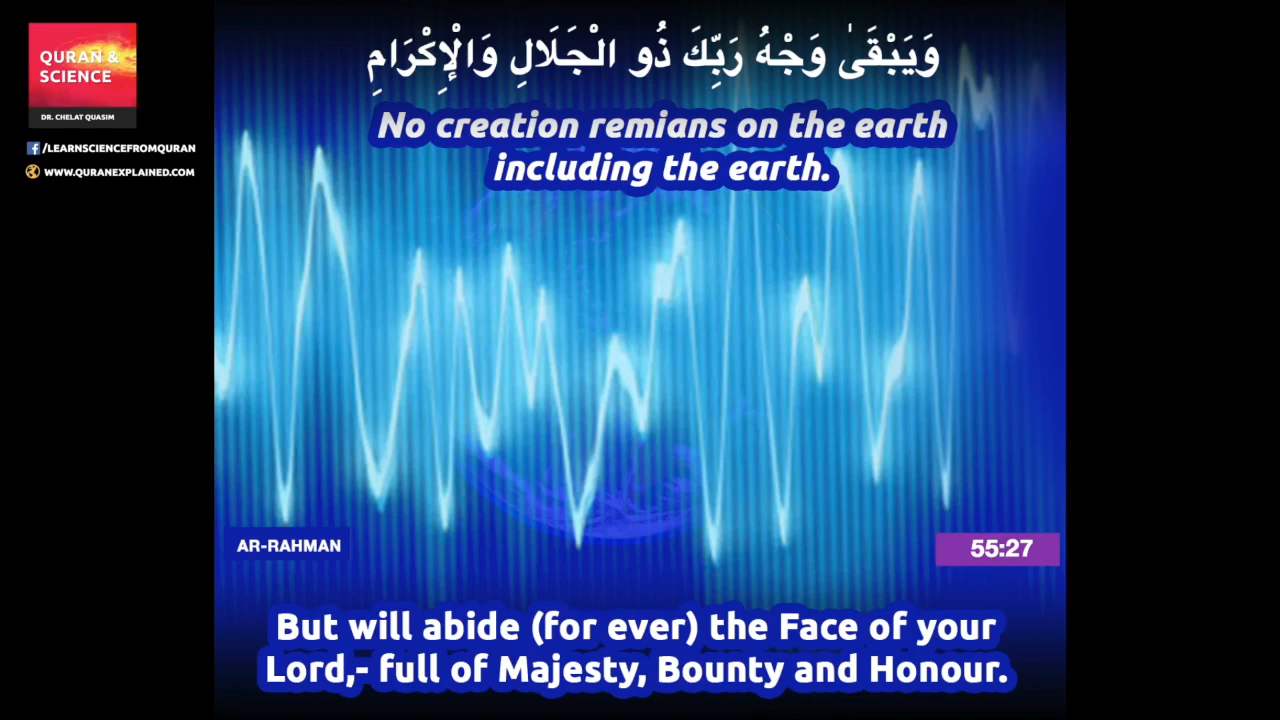 QURAN &
SCIENCE
DR. CHELAT QUASIM
/LEARNSCIENCEFROMQURAN
WWW.QURANEXPLAINED.COM
وَيَبْقَىٰ وَجْهُ رَبِّكَ ذُو الْجَلَالِ وَالْإِكْرَامِ
No creation remians on the earth
including the earth.
AR-RAHMAN
55:27
But will abide (for ever) the Face of your
Lord,- full of Majesty, Bounty and Honour.